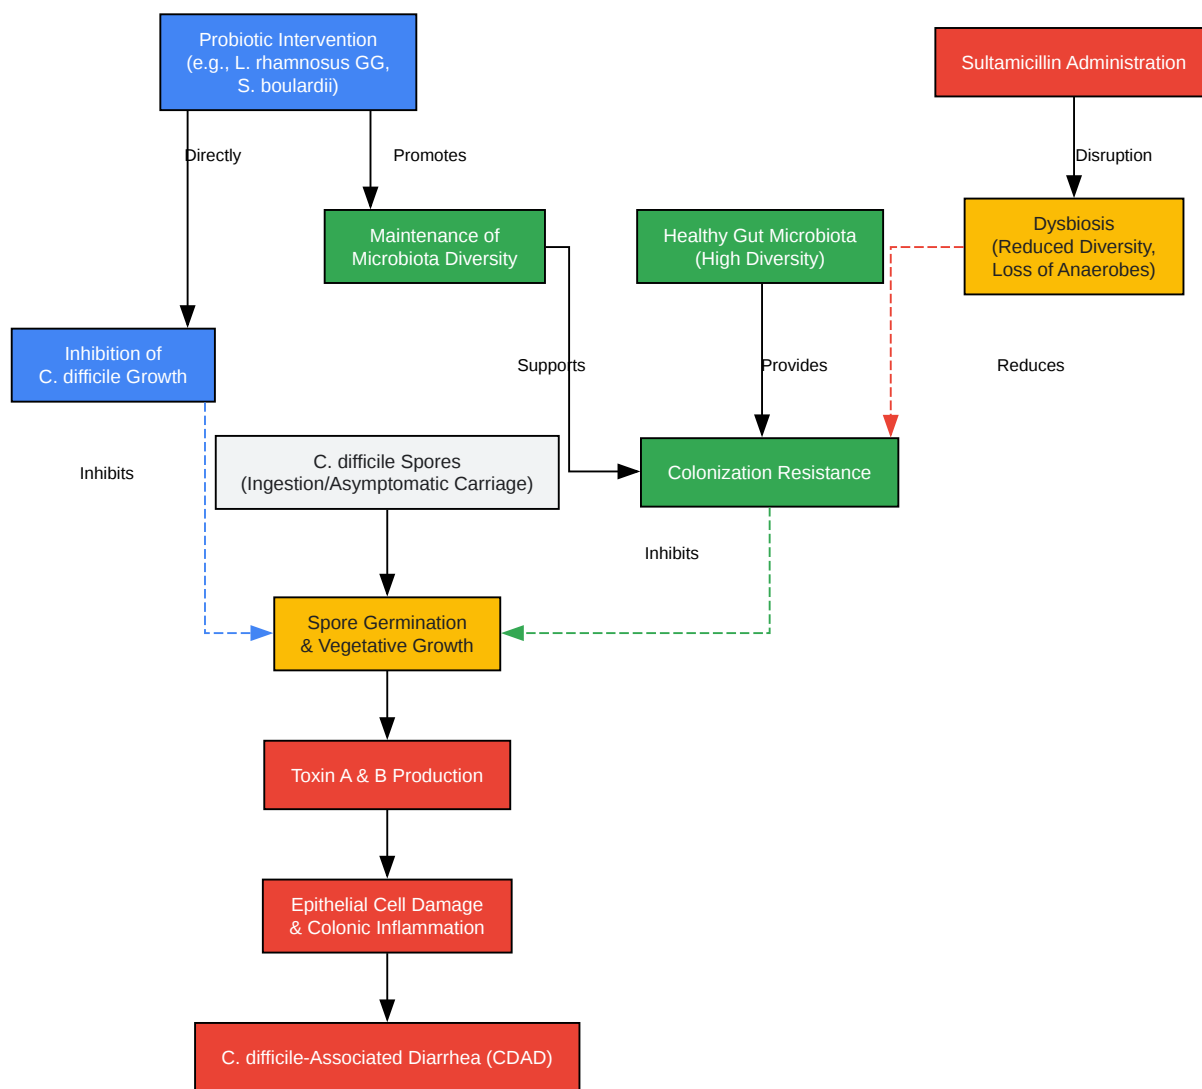 Probiotic Intervention
(e.g., L. rhamnosus GG,
S. boulardii)
Sultamicillin Administration
Directly
Promotes
Disruption
Maintenance of
Microbiota Diversity
Healthy Gut Microbiota
(High Diversity)
Dysbiosis
(Reduced Diversity,
Loss of Anaerobes)
Inhibition of
C. difficile Growth
Supports
Provides
Reduces
Inhibits
C. difficile Spores
(Ingestion/Asymptomatic Carriage)
Colonization Resistance
Inhibits
Spore Germination
& Vegetative Growth
Toxin A & B Production
Epithelial Cell Damage
& Colonic Inflammation
C. difficile-Associated Diarrhea (CDAD)